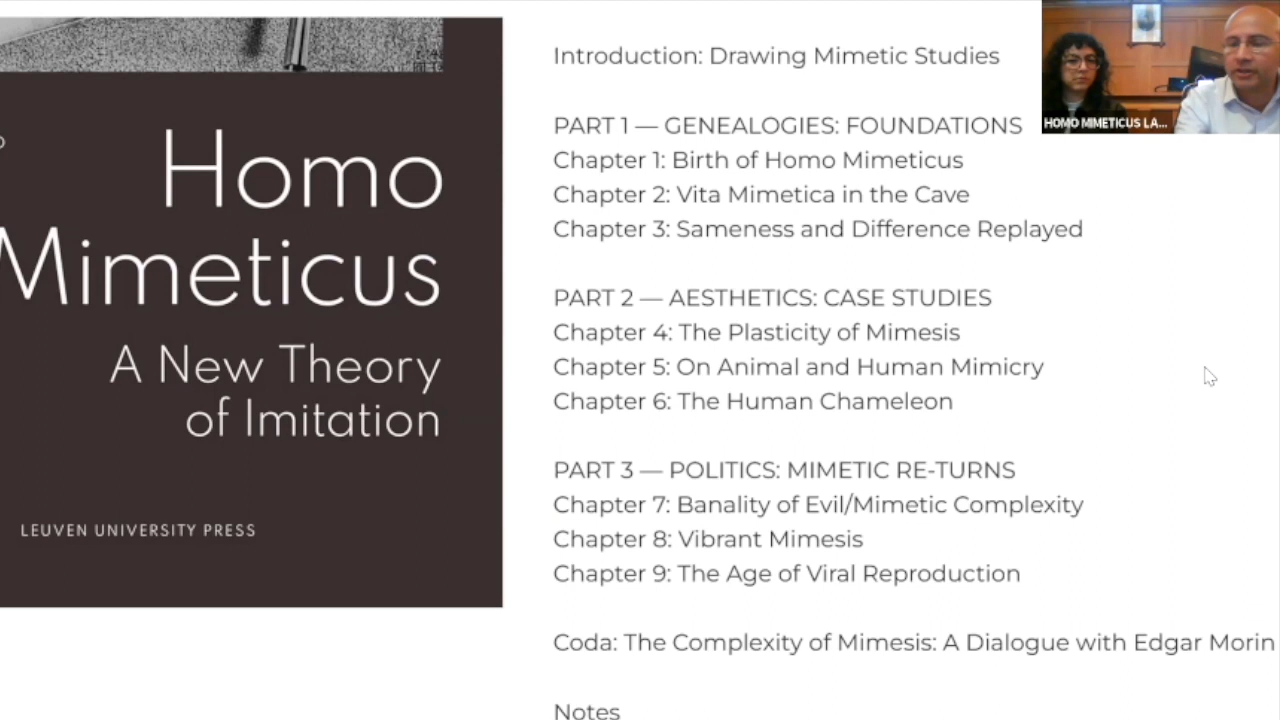 Homo
Mimeticus
A New Theory
of Imitation
LEUVEN UNIVERSITY PRESS
Introduction: Drawing Mimetic Studies
PART 1 — GENEALOGIES: FOUNDATIONS
Chapter 1: Birth of Homo Mimeticus
Chapter 2: Vita Mimetica in the Cave
Chapter 3: Sameness and Difference Replayed
PART 2 — AESTHETICS: CASE STUDIES
Chapter 4: The Plasticity of Mimesis
Chapter 5: On Animal and Human Mimicry
Chapter 6: The Human Chameleon
PART 3 — POLITICS: MIMETIC RE-TURNS
Chapter 7: Banality of Evil/Mimetic Complexity
Chapter 8: Vibrant Mimesis
Chapter 9: The Age of Viral Reproduction
Coda: The Complexity of Mimesis: A Dialogue with Edgar Morin
Notes
HOMO MIMETICUS LA...